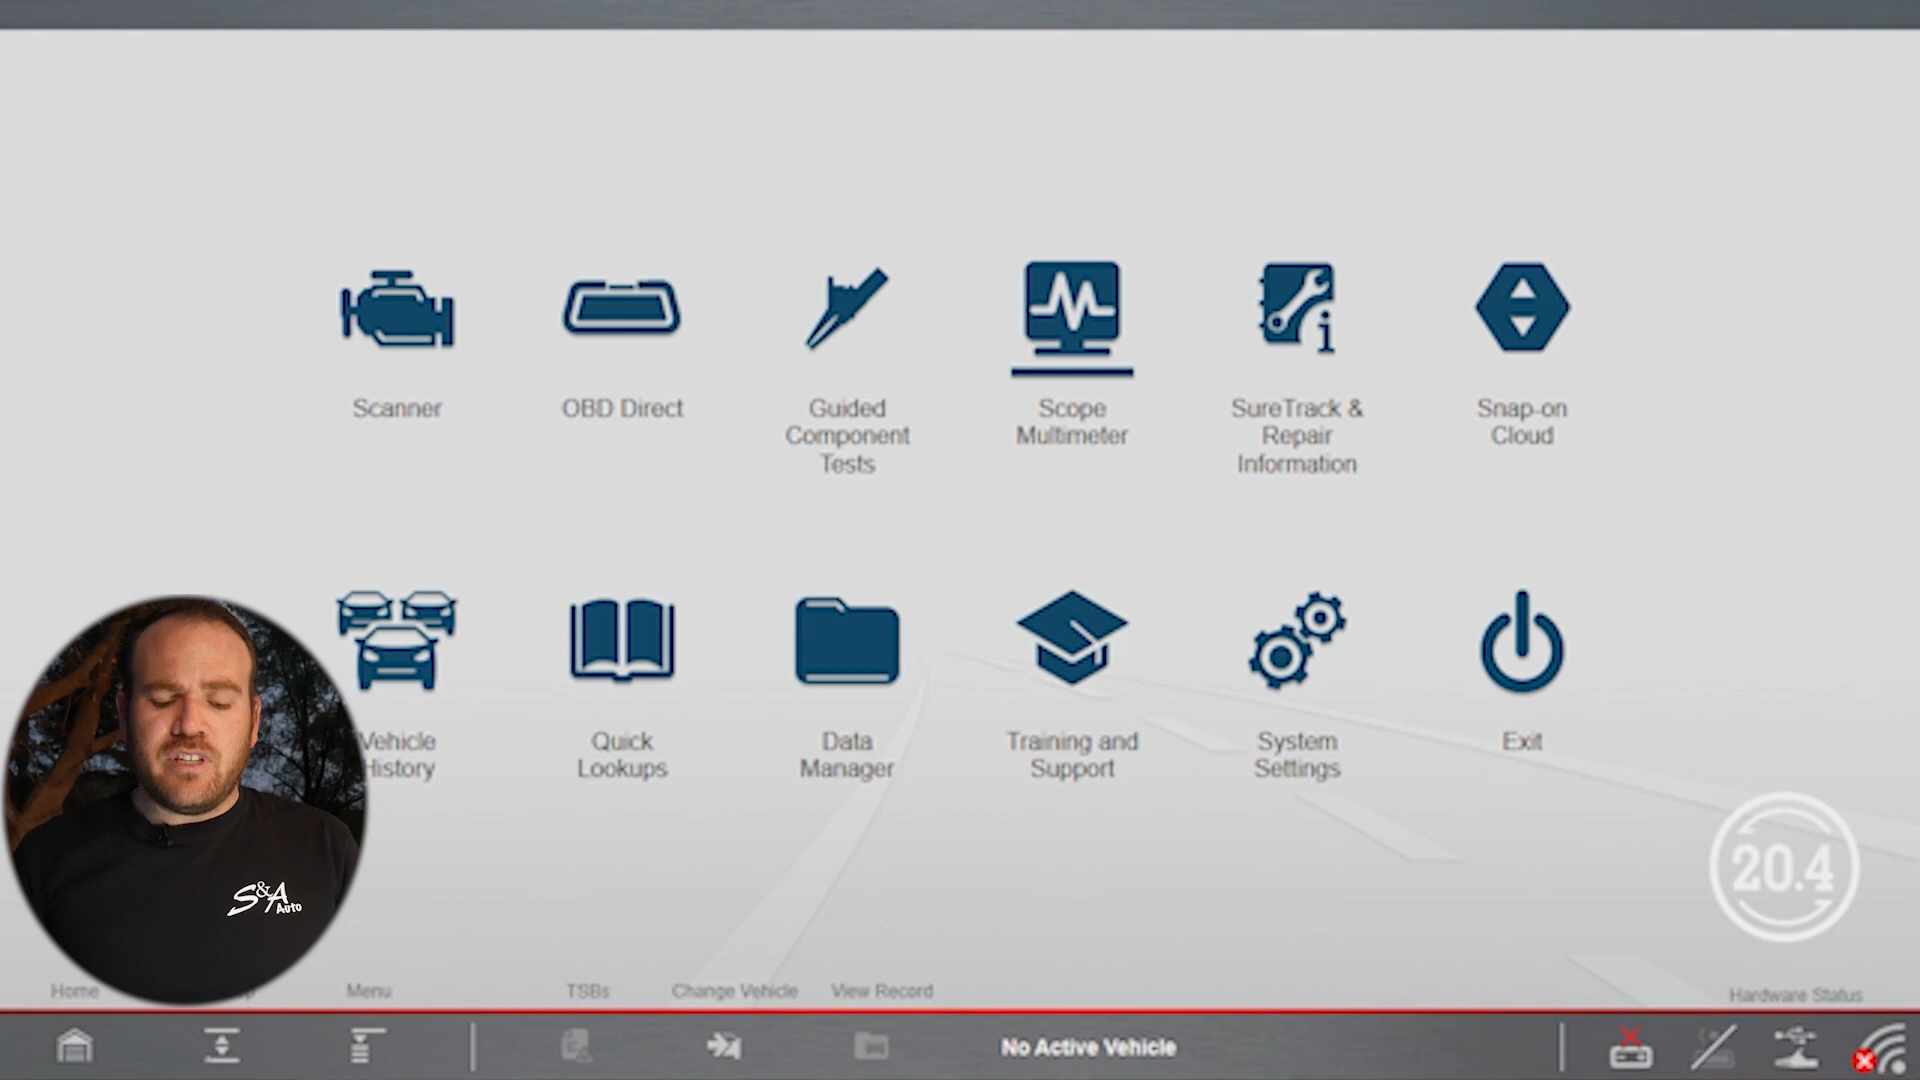 Scanner
OBD Direct
Guided
Component
Tests
Scope
Multimeter
SureTrack &
Repair
Information
i
Snap-on
Cloud
Vehicle
History
Quick
Lookups
Data
Manager
Training and
Support
System
Settings
Exit
20.4
S&A
Auto
Home
Menu
TSBs
Change Vehicle
View Record
Hardware Status
No Active Vehicle